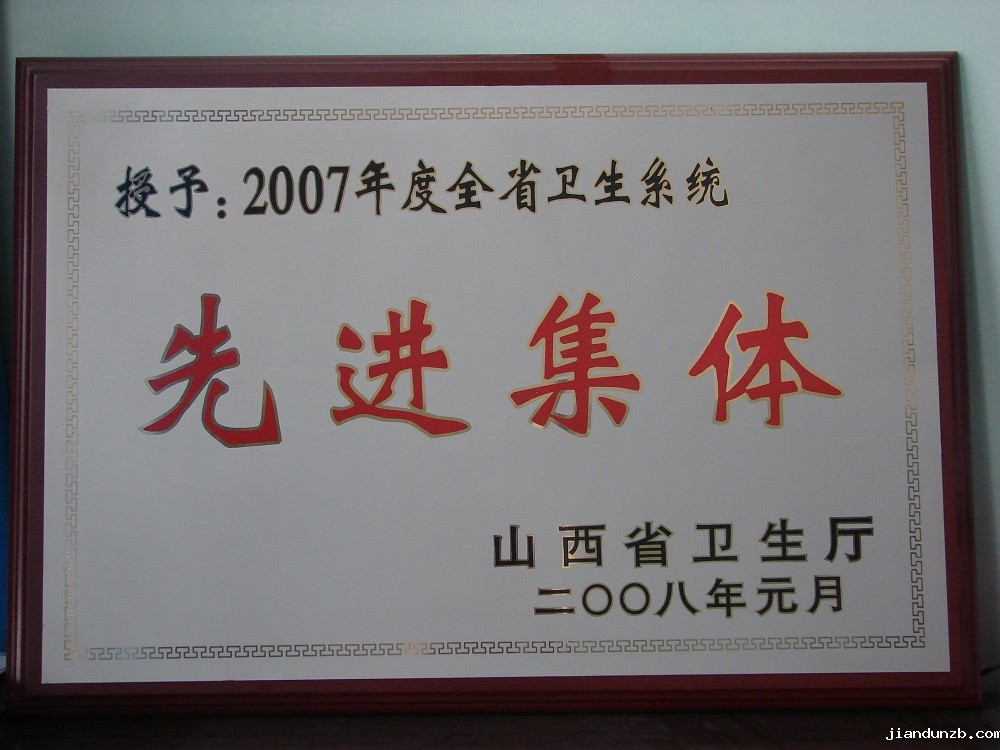 授予:2007年度全省卫生系统
先进集体
山西省卫生厅
二〇〇八年元月
jiandunzb.com